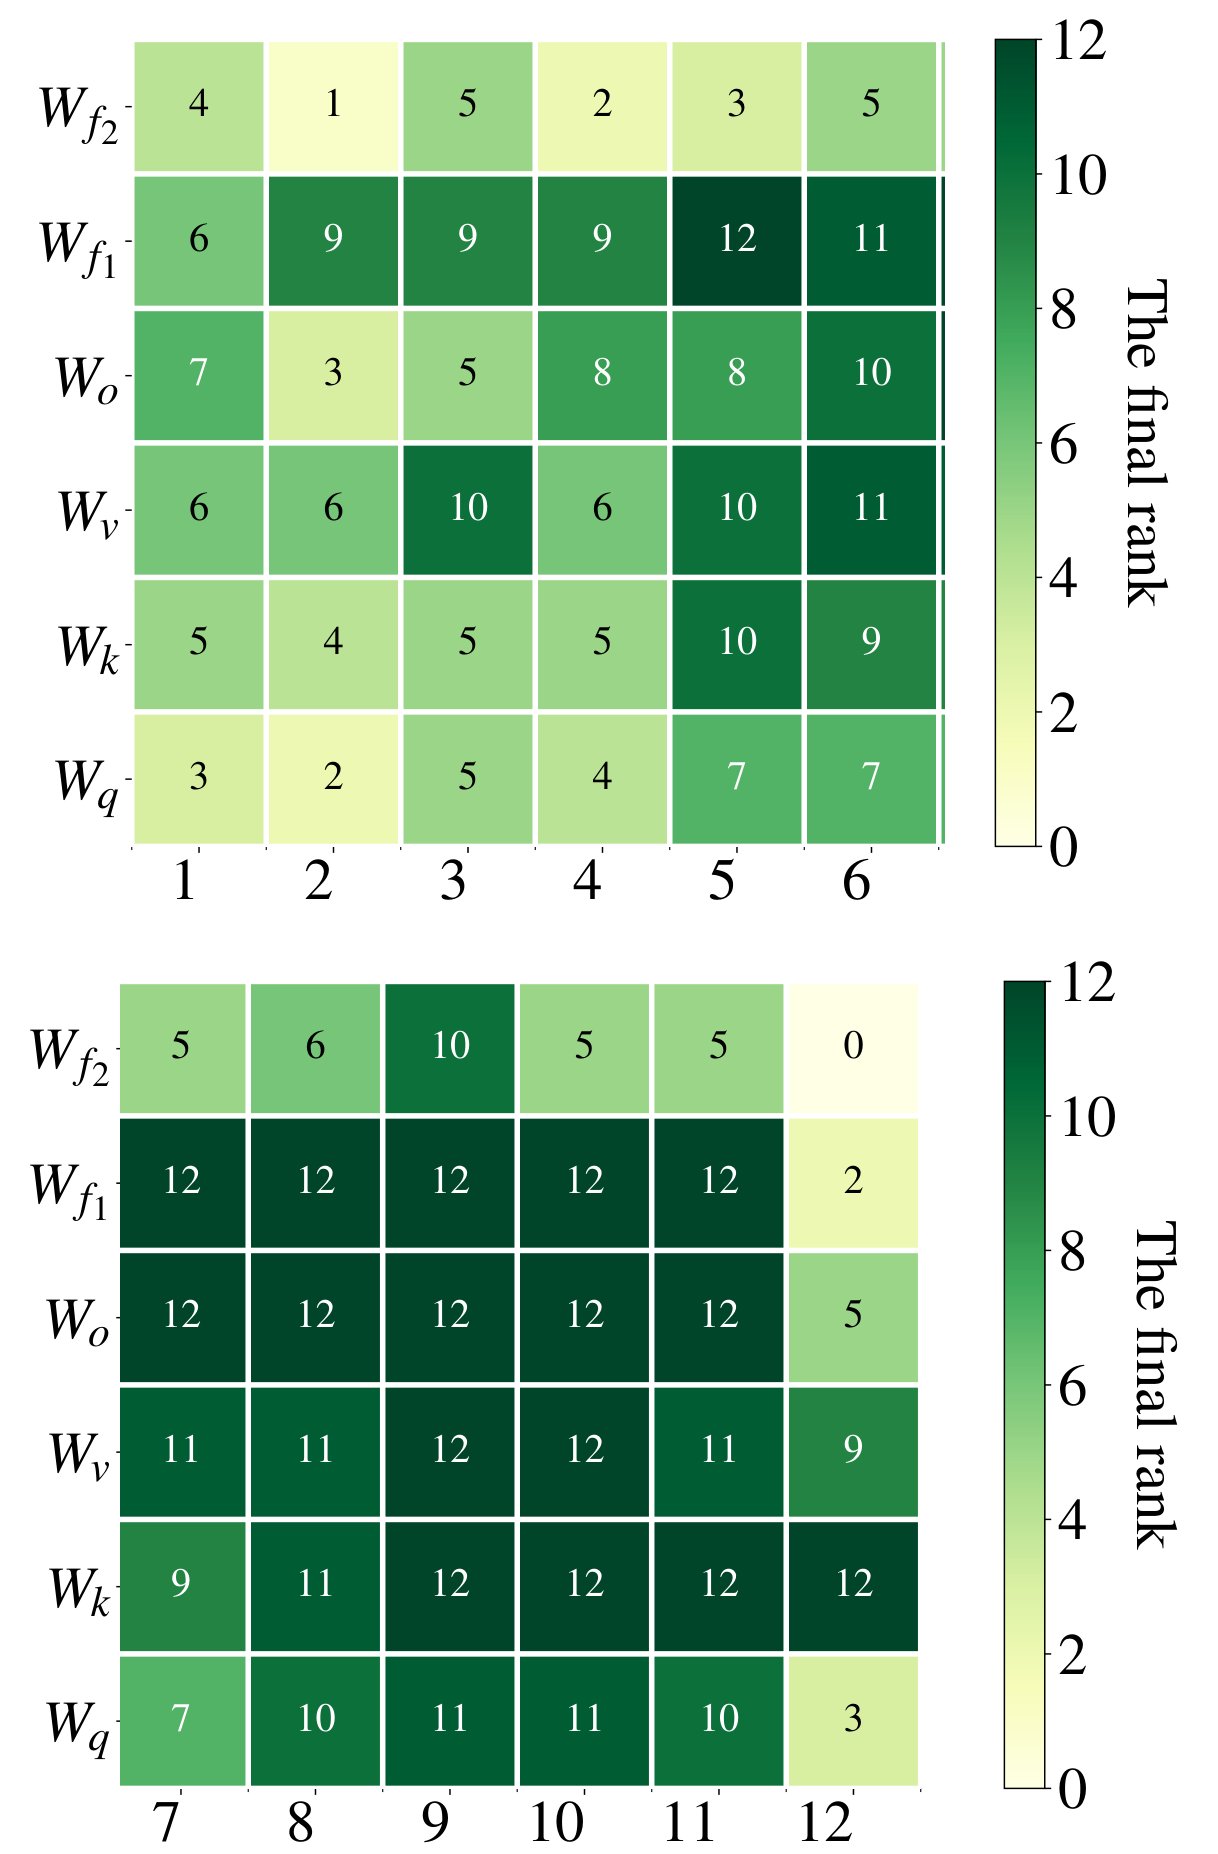 W_{f_2} 4 1 5 2 3 5
W_{f_1} 6 9 9 9 12 11
W_o 7 3 5 8 8 10
W_v 6 6 10 6 10 11
W_k 5 4 5 5 10 9
W_q 3 2 5 4 7 7
1 2 3 4 5 6
12
10
8
6
4
2
0
The final rank
W_{f_2} 5 6 10 5 5 0
W_{f_1} 12 12 12 12 12 2
W_o 12 12 12 12 12 5
W_v 11 11 12 12 11 9
W_k 9 11 12 12 12 12
W_q 7 10 11 11 10 3
7 8 9 10 11 12
12
10
8
6
4
2
0
The final rank